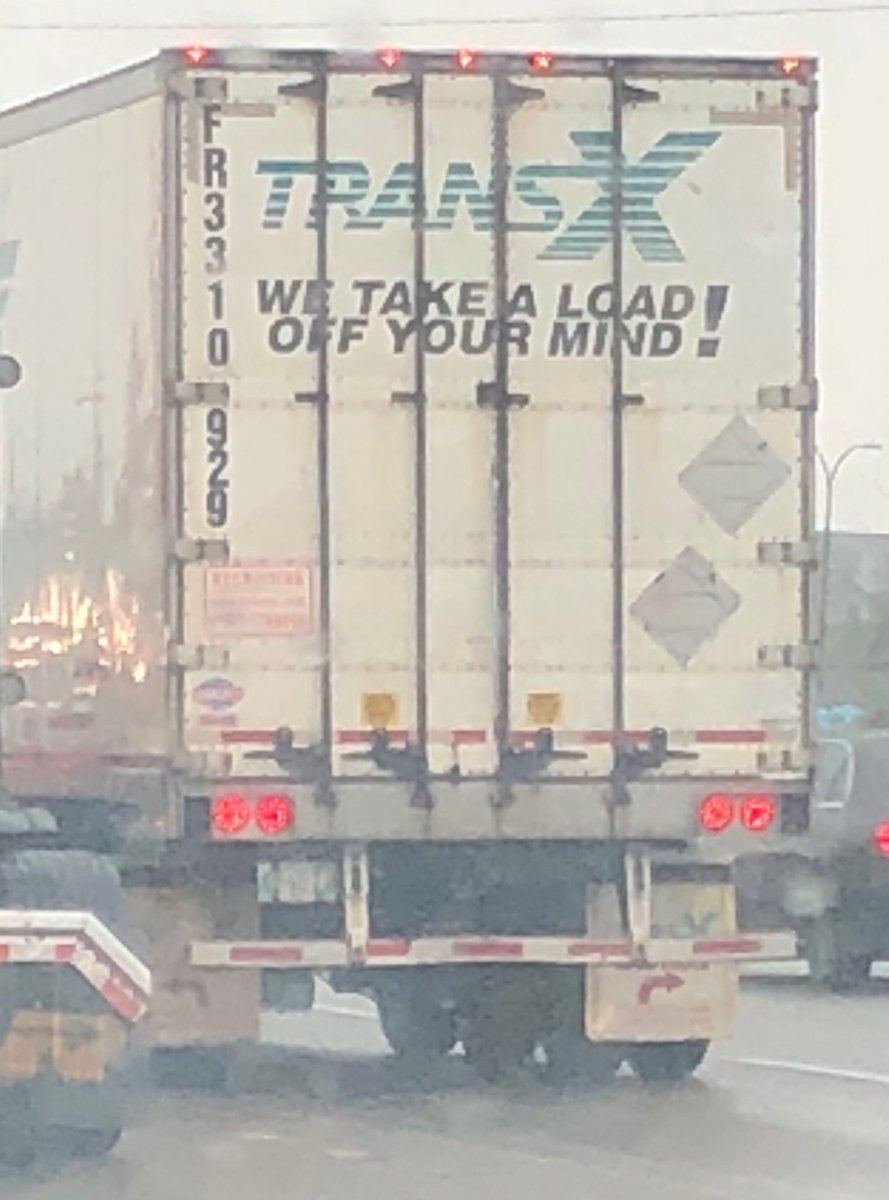 FR3310 929
TRANSX
WE TAKE A LOAD
OFF YOUR MIND!